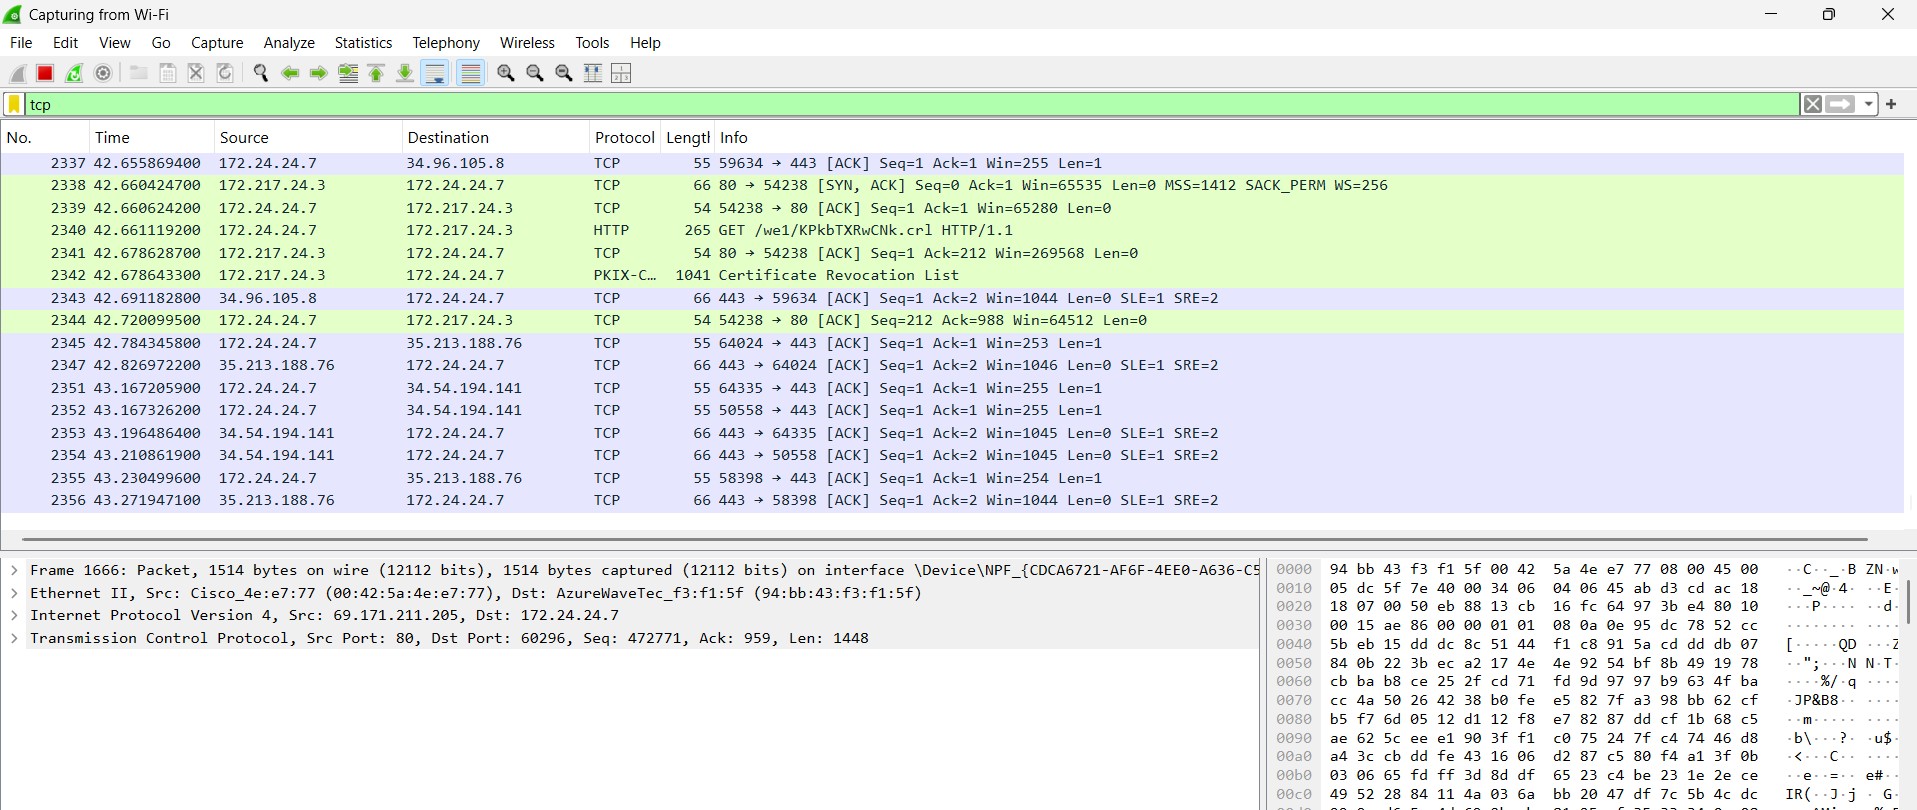 Capturing from Wi-Fi
File Edit View Go Capture Analyze Statistics Telephony Wireless Tools Help
tcp
No. Time Source Destination Protocol Length Info
2337 42.655869400 172.24.24.7 34.96.105.8 TCP 55 59634 → 443 [ACK] Seq=1 Ack=1 Win=255 Len=1
2338 42.660424700 172.217.24.3 172.24.24.7 TCP 66 80 → 54238 [SYN, ACK] Seq=0 Ack=1 Win=65535 Len=0 MSS=1412 SACK_PERM WS=256
2339 42.660624200 172.24.24.7 172.217.24.3 TCP 54 54238 → 80 [ACK] Seq=1 Ack=1 Win=65280 Len=0
2340 42.661119200 172.24.24.7 172.217.24.3 HTTP 265 GET /we1/KPkbTXRwCNk.crl HTTP/1.1
2341 42.678628700 172.217.24.3 172.24.24.7 TCP 54 80 → 54238 [ACK] Seq=1 Ack=212 Win=269568 Len=0
2342 42.678643300 172.217.24.3 172.24.24.7 PKIX-C… 1041 Certificate Revocation List
2343 42.691182800 34.96.105.8 172.24.24.7 TCP 66 443 → 59634 [ACK] Seq=1 Ack=2 Win=1044 Len=0 SLE=1 SRE=2
2344 42.720099500 172.24.24.7 172.217.24.3 TCP 54 54238 → 80 [ACK] Seq=212 Ack=988 Win=64512 Len=0
2345 42.784345800 172.24.24.7 35.213.188.76 TCP 55 64024 → 443 [ACK] Seq=1 Ack=1 Win=253 Len=1
2347 42.826972200 35.213.188.76 172.24.24.7 TCP 66 443 → 64024 [ACK] Seq=1 Ack=2 Win=1046 Len=0 SLE=1 SRE=2
2351 43.167205900 172.24.24.7 34.54.194.141 TCP 55 64335 → 443 [ACK] Seq=1 Ack=1 Win=255 Len=1
2352 43.167326200 172.24.24.7 34.54.194.141 TCP 55 50558 → 443 [ACK] Seq=1 Ack=1 Win=255 Len=1
2353 43.196486400 34.54.194.141 172.24.24.7 TCP 66 443 → 64335 [ACK] Seq=1 Ack=2 Win=1045 Len=0 SLE=1 SRE=2
2354 43.210861900 34.54.194.141 172.24.24.7 TCP 66 443 → 50558 [ACK] Seq=1 Ack=2 Win=1045 Len=0 SLE=1 SRE=2
2355 43.230499600 172.24.24.7 35.213.188.76 TCP 55 58398 → 443 [ACK] Seq=1 Ack=1 Win=254 Len=1
2356 43.271947100 35.213.188.76 172.24.24.7 TCP 66 443 → 58398 [ACK] Seq=1 Ack=2 Win=1044 Len=0 SLE=1 SRE=2
Frame 1666: Packet, 1514 bytes on wire (12112 bits), 1514 bytes captured (12112 bits) on interface \Device\NPF_{CDCA6721-AF6F-4EE0-A636-C5
Ethernet II, Src: Cisco_4e:e7:77 (00:42:5a:4e:e7:77), Dst: AzureWaveTec_f3:f1:5f (94:bb:43:f3:f1:5f)
Internet Protocol Version 4, Src: 69.171.211.205, Dst: 172.24.24.7
Transmission Control Protocol, Src Port: 80, Dst Port: 60296, Seq: 472771, Ack: 959, Len: 1448
0000 94 bb 43 f3 f1 5f 00 42 5a 4e e7 77 08 00 45 00 ··C··_·B ZN·w
0010 05 dc 5f 7e 40 00 34 06 04 06 45 ab d3 cd ac 18 ··_~@·4· ··E·
0020 18 07 00 50 eb 88 13 cb 16 fc 64 97 3b e4 80 10 ···P···· ··d·
0030 00 15 ae 86 00 00 01 01 08 0a 0e 95 dc 78 52 cc ········ ····
0040 5b eb 15 dd dc 8c 51 44 f1 c8 91 5a cd dd db 07 [·····QD ···Z
0050 84 0b 22 3b ec a2 17 4e 4e 92 54 bf 8b 49 19 78 ··";···N N·T·
0060 cb ba b8 ce 25 2f cd 71 fd 9d 97 97 b9 63 4f ba ····%/·q ····
0070 cc 4a 50 26 42 38 b0 fe e5 82 7f a3 98 bb 62 cf ·JP&B8·· ····
0080 b5 f7 6d 05 12 d1 12 f8 e7 82 87 dd cf 1b 68 c5 ··m····· ····
0090 ae 62 5c ee e1 90 3f f1 c0 75 24 7f c4 74 46 d8 ·b\···?· ·u$·
00a0 a4 3c cb dd fe 43 16 06 d2 87 c5 80 f4 a1 3f 0b ·<···C·· ····
00b0 03 06 65 fd ff 3d 8d df 65 23 c4 be 23 1e 2e ce ··e··=·· e#··
00c0 49 52 28 84 11 4a 03 6a bb 20 47 df 7c 5b 4c dc IR(··J·j · G·